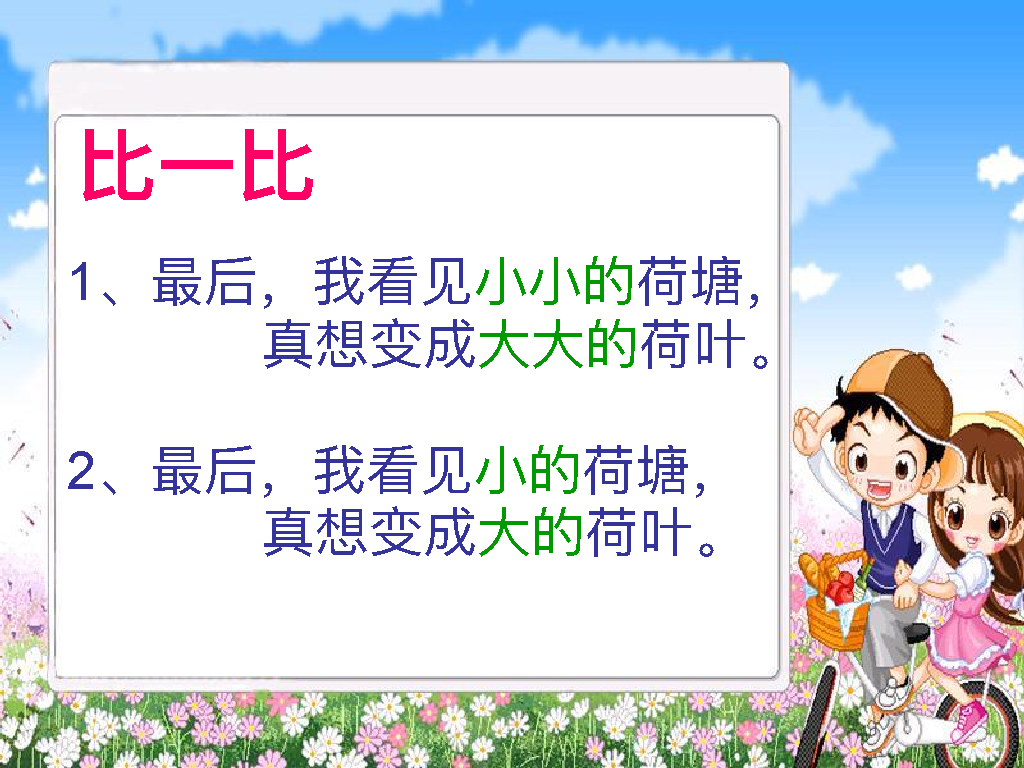 比一比
1、最后，我看见小小的荷塘，
真想变成大大的荷叶。
2、最后，我看见小的荷塘，
真想变成大的荷叶。